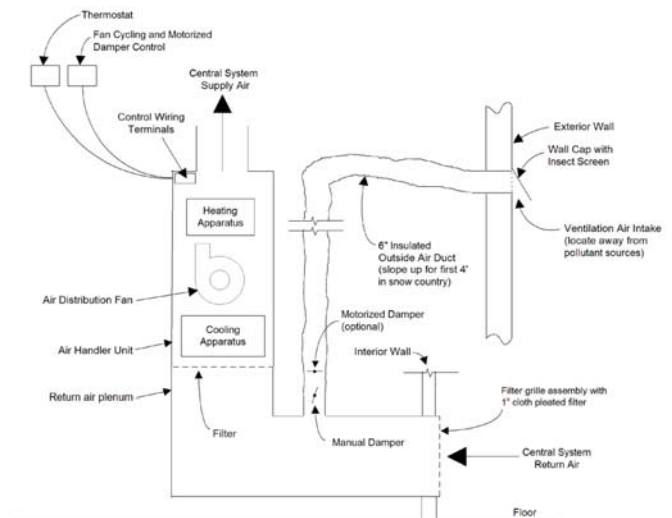 Thermostat
Fan Cycling and Motorized
Damper Control
Central System
Supply Air
Control Wiring
Terminals
Exterior Wall
Wall Cap with
Insect Screen
Heating
Apparatus
6" Insulated
Outside Air Duct
(slope up for first 4"
in snow country)
Ventilation Air Intake
(locate away from
pollutant sources)
Air Distribution Fan
Motorized Damper
(optional)
Cooling
Apparatus
Air Handler Unit
Interior Wall
Return air plenum
Filter grille assembly with
1" cloth pleated filter
Filter
Manual Damper
Central System
Return Air
Floor